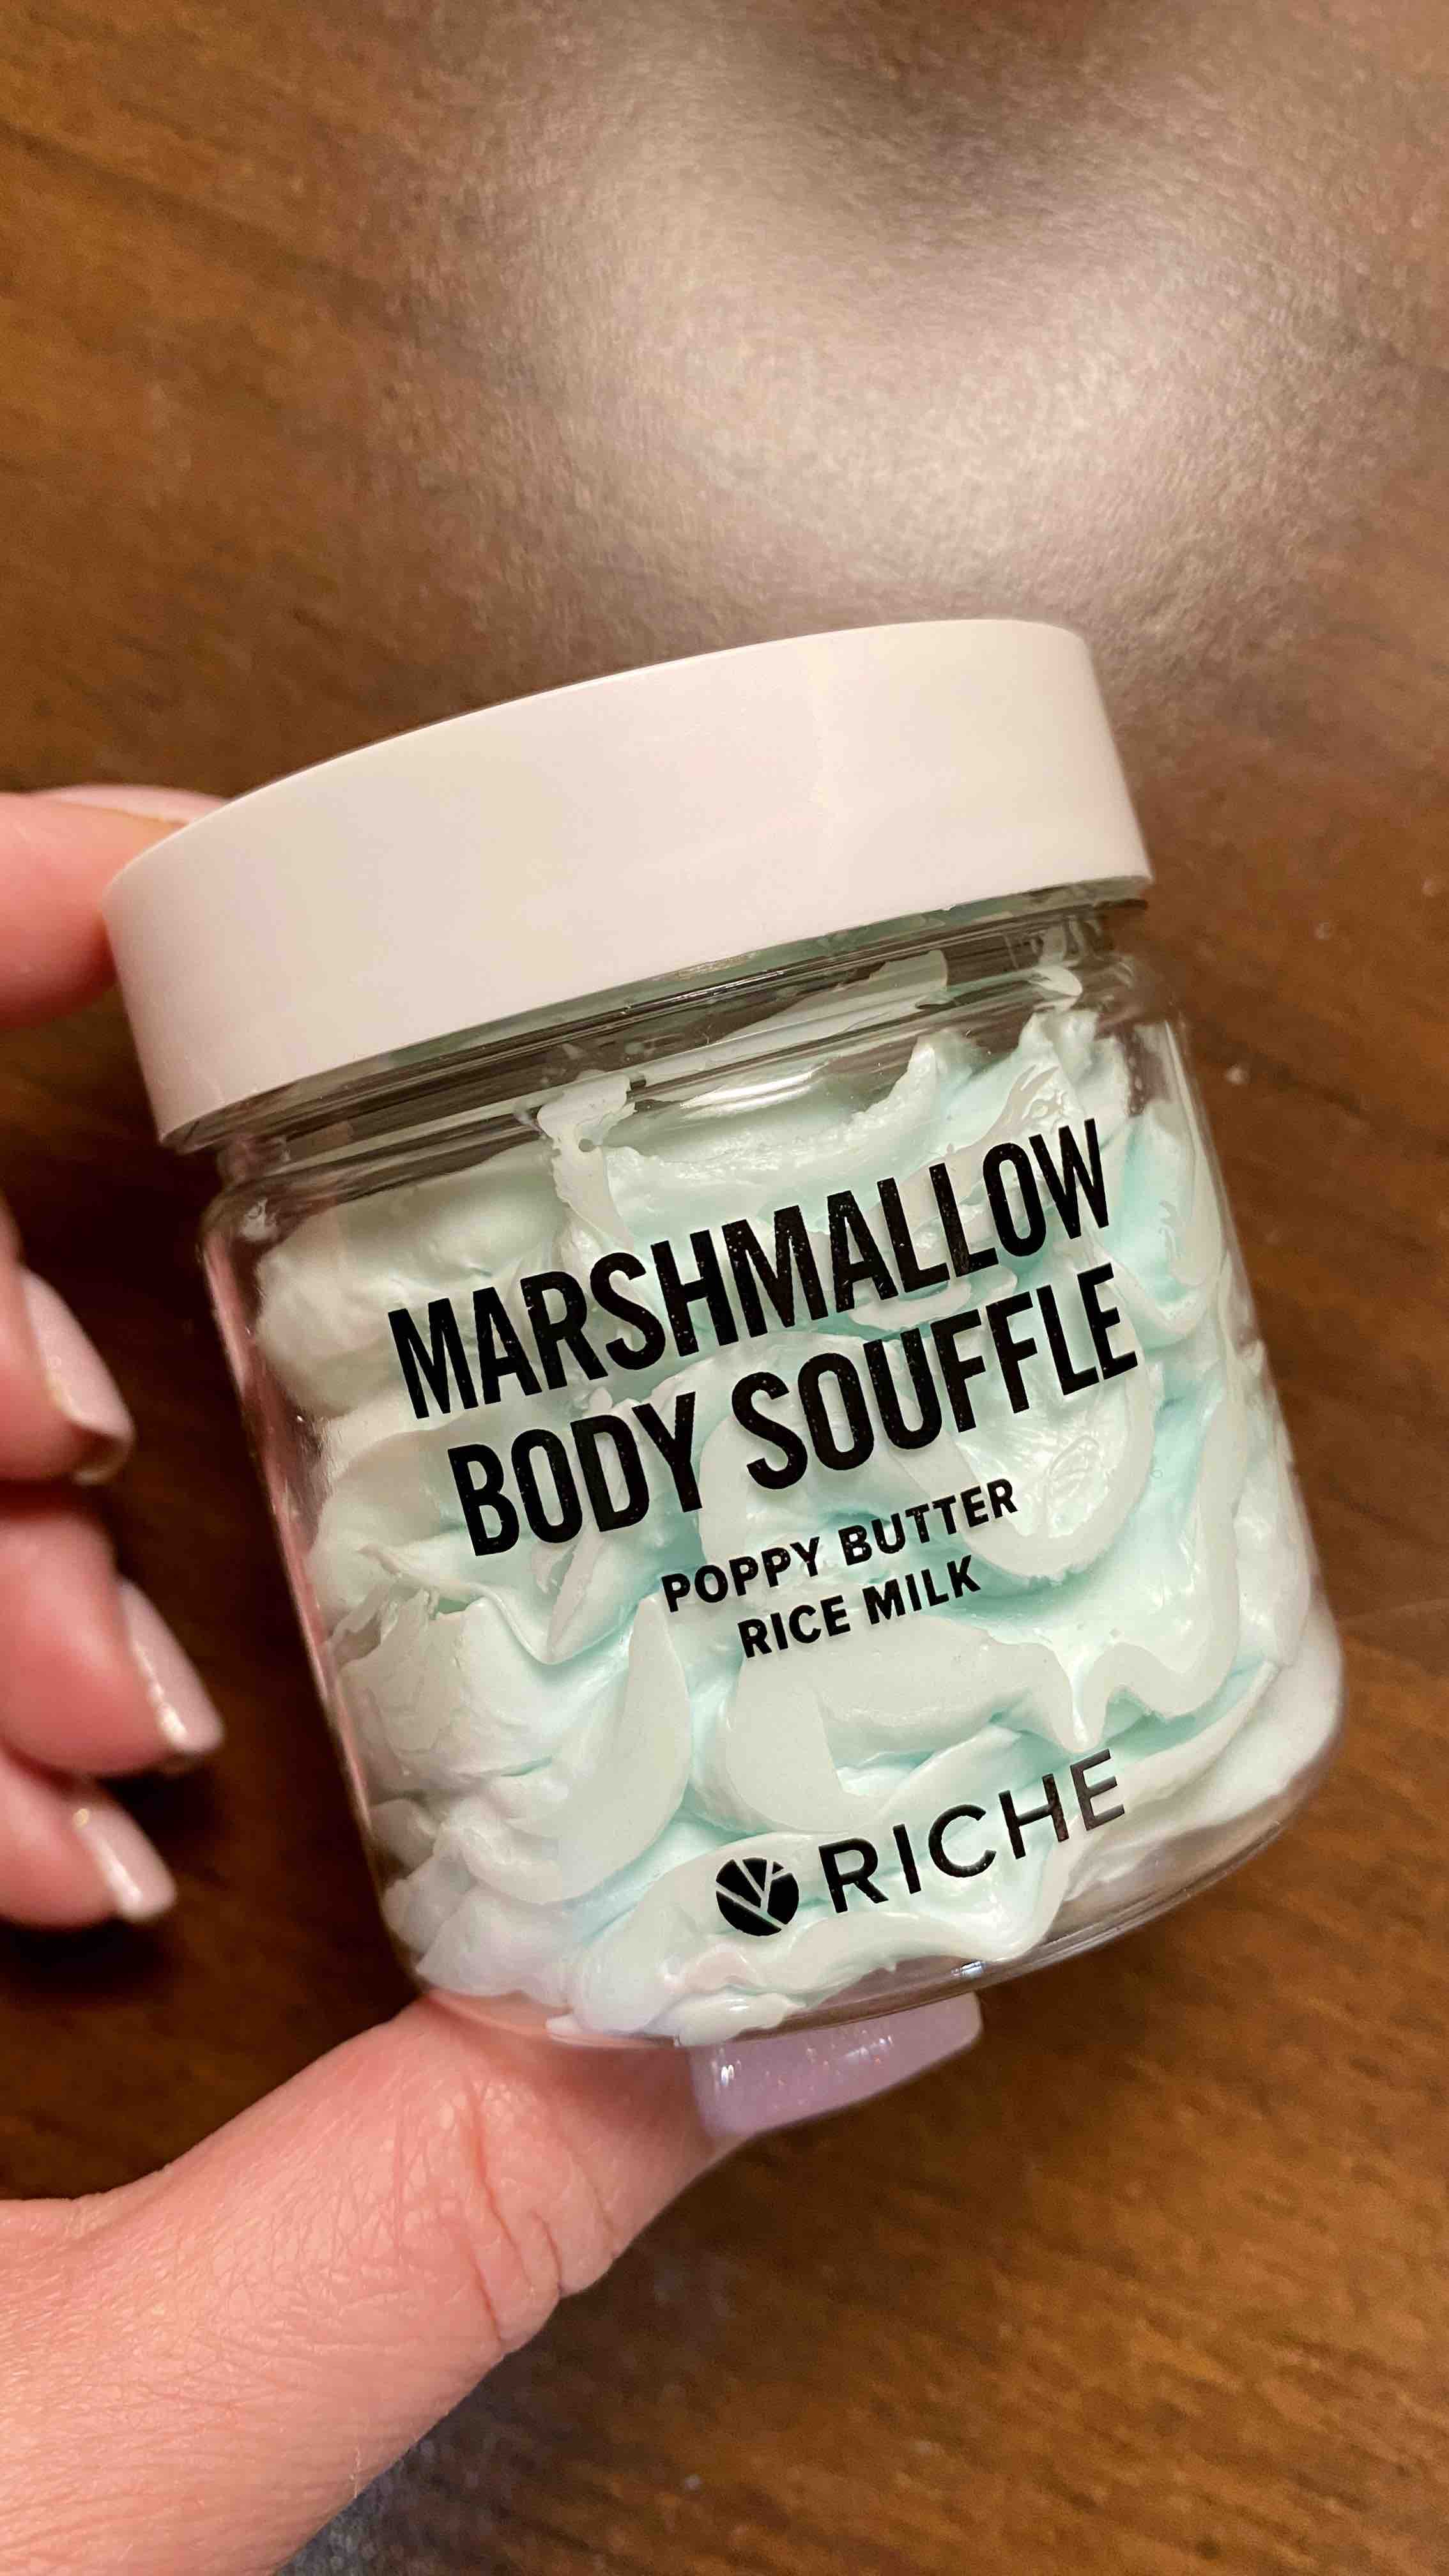 MARSHMALLOW
BODY SOUFFLE
POPPY BUTTER
RICE MILK
RICHE